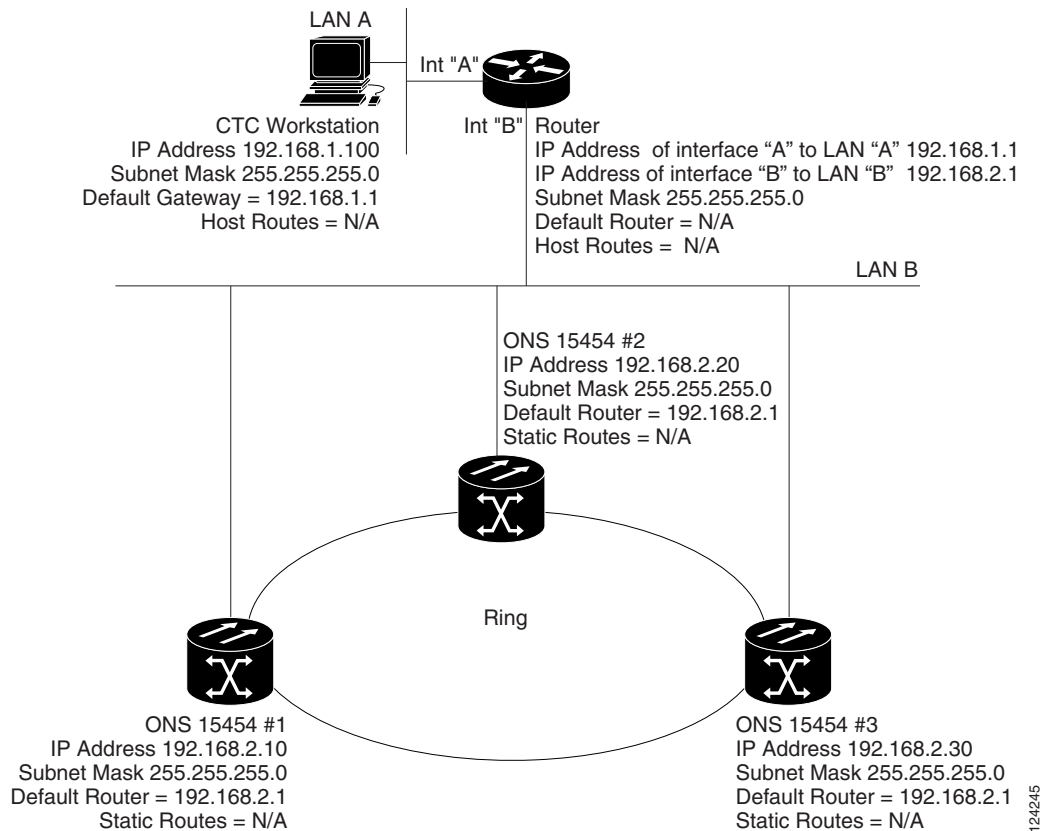 LAN A
Int "A"
CTC Workstation
IP Address 192.168.1.100
Subnet Mask 255.255.255.0
Default Gateway = 192.168.1.1
Host Routes = N/A
Int "B"
Router
IP Address of interface “A” to LAN “A” 192.168.1.1
IP Address of interface “B” to LAN “B” 192.168.2.1
Subnet Mask 255.255.255.0
Default Router = N/A
Host Routes = N/A
LAN B
ONS 15454 #2
IP Address 192.168.2.20
Subnet Mask 255.255.255.0
Default Router = 192.168.2.1
Static Routes = N/A
Ring
ONS 15454 #1
IP Address 192.168.2.10
Subnet Mask 255.255.255.0
Default Router = 192.168.2.1
Static Routes = N/A
ONS 15454 #3
IP Address 192.168.2.30
Subnet Mask 255.255.255.0
Default Router = 192.168.2.1
Static Routes = N/A
124245